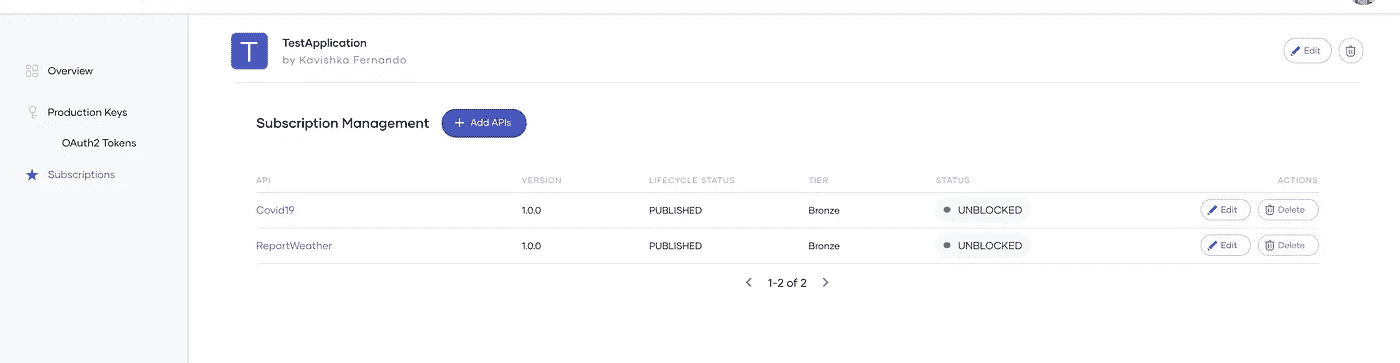 T TestApplication
by Kavishka Fernando
Edit
Overview
Production Keys
OAuth2 Tokens
Subscriptions
Subscription Management + Add APIs
API VERSION LIFECYCLE STATUS TIER STATUS ACTIONS
Covid19 1.0.0 PUBLISHED Bronze UNBLOCKED Edit Delete
ReportWeather 1.0.0 PUBLISHED Bronze UNBLOCKED Edit Delete
< 1-2 of 2 >